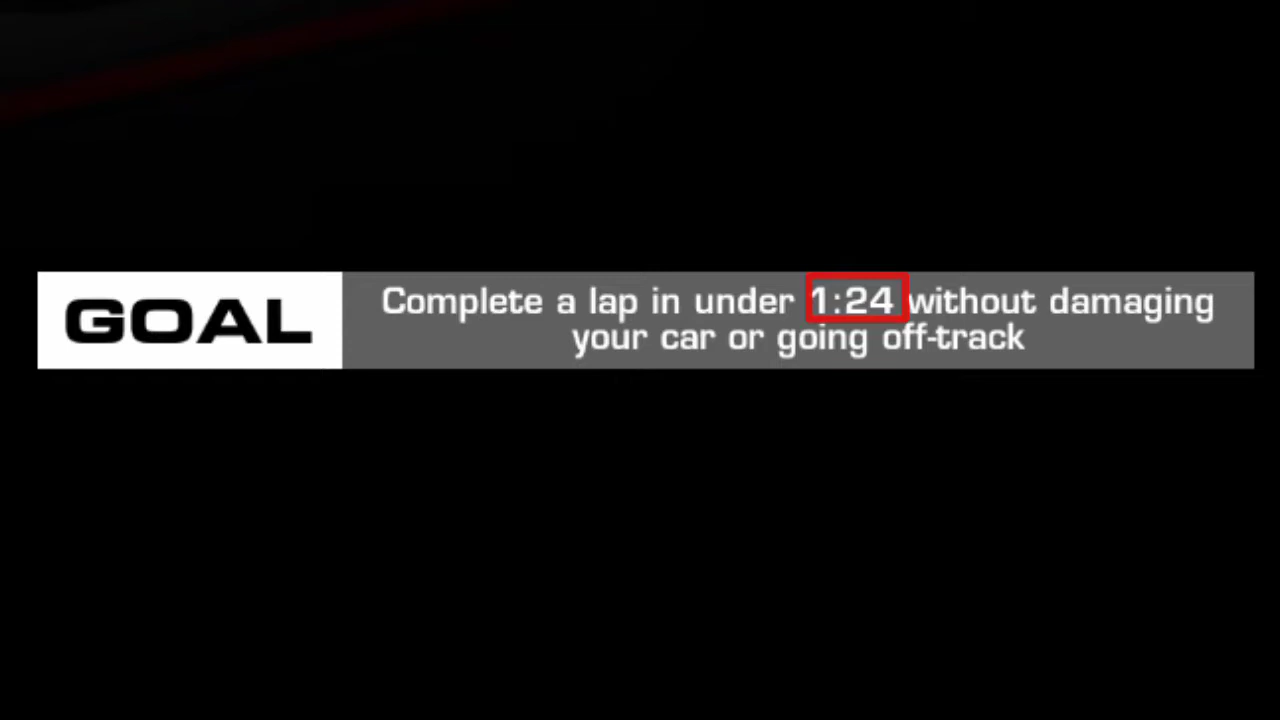 GOAL
Complete a lap in under 1:24 without damaging
your car or going off-track